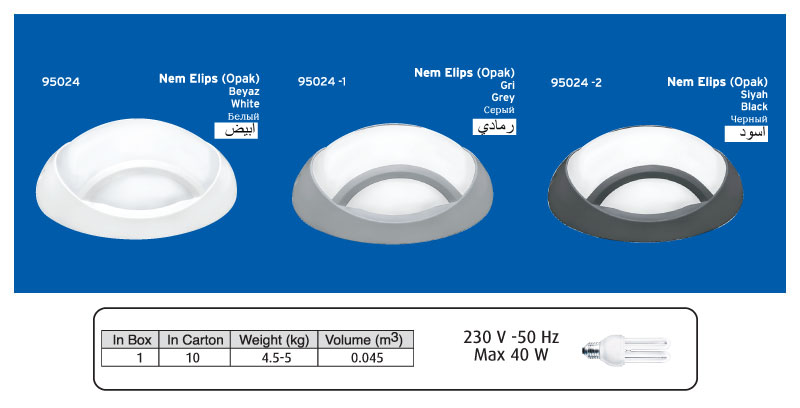 95024
Nem Elips (Opak)
Beyaz
White
Белый
ابيض
95024 -1
Nem Elips (Opak)
Gri
Grey
Серый
رمادي
95024 -2
Nem Elips (Opak)
Siyah
Black
Черный
اسود
In Box In Carton Weight (kg) Volume (m3)
1 10 4.5-5 0.045
230 V -50 Hz
Max 40 W